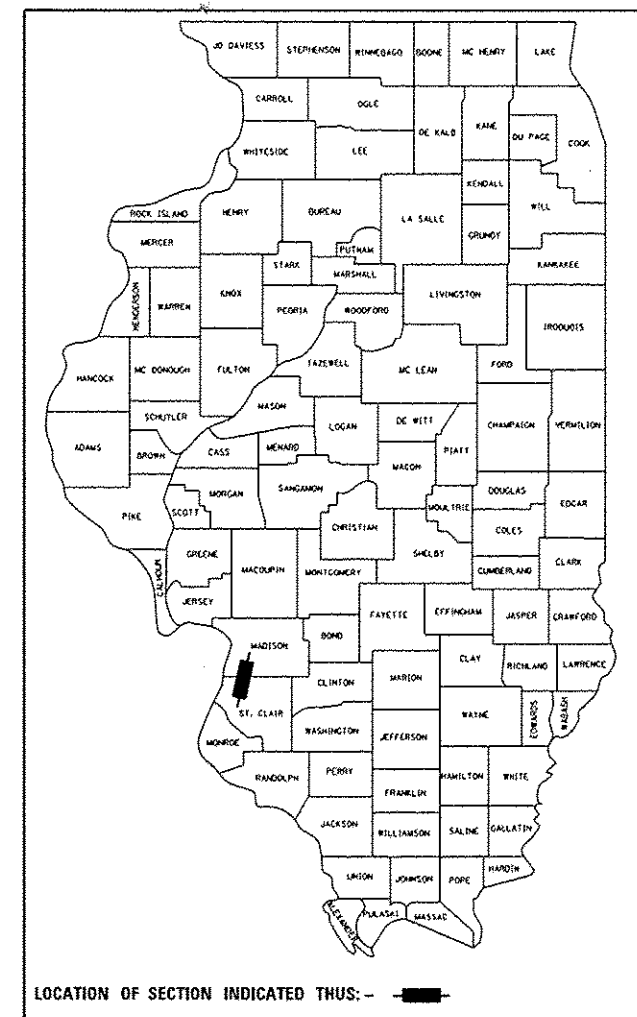 JO DAVIESS STEPHENSON WINNEBAGO BOONE MC HENRY LAKE
CARROLL OGLE DE KALB KANE DU PAGE COOK
WHITESIDE LEE
KENDALL WILL
ROCK ISLAND HENRY BUREAU LA SALLE GRUNDY
MERCER PUTNAM
STARK MARSHALL KANKAKEE
HENDERSON WARREN KNOX PEORIA WOODFORD LIVINGSTON IROQUOIS
HANCOCK MC DONOUGH FULTON TAZEWELL MC LEAN FORD
SCHUYLER MASON
ADAMS BROWN CASS MENARD LOGAN DE WITT PIATT CHAMPAIGN VERMILION
MACON
PIKE SCOTT MORGAN SANGAMON CHRISTIAN MOULTRIE DOUGLAS EDGAR
COLES
CALHOUN GREENE MACOUPIN MONTGOMERY SHELBY CUMBERLAND CLARK
JERSEY
FAYETTE EFFINGHAM JASPER CRAWFORD
MADISON BOND
CLINTON MARION CLAY RICHLAND LAWRENCE
ST. CLAIR WAYNE EDWARDS WABASH
MONROE WASHINGTON JEFFERSON
RANDOLPH PERRY HAMILTON WHITE
FRANKLIN
JACKSON WILLIAMSON SALINE GALLATIN
UNION JOHNSON POPE HARDIN
ALEXANDER PULASKI MASSAC
LOCATION OF SECTION INDICATED THUS: -